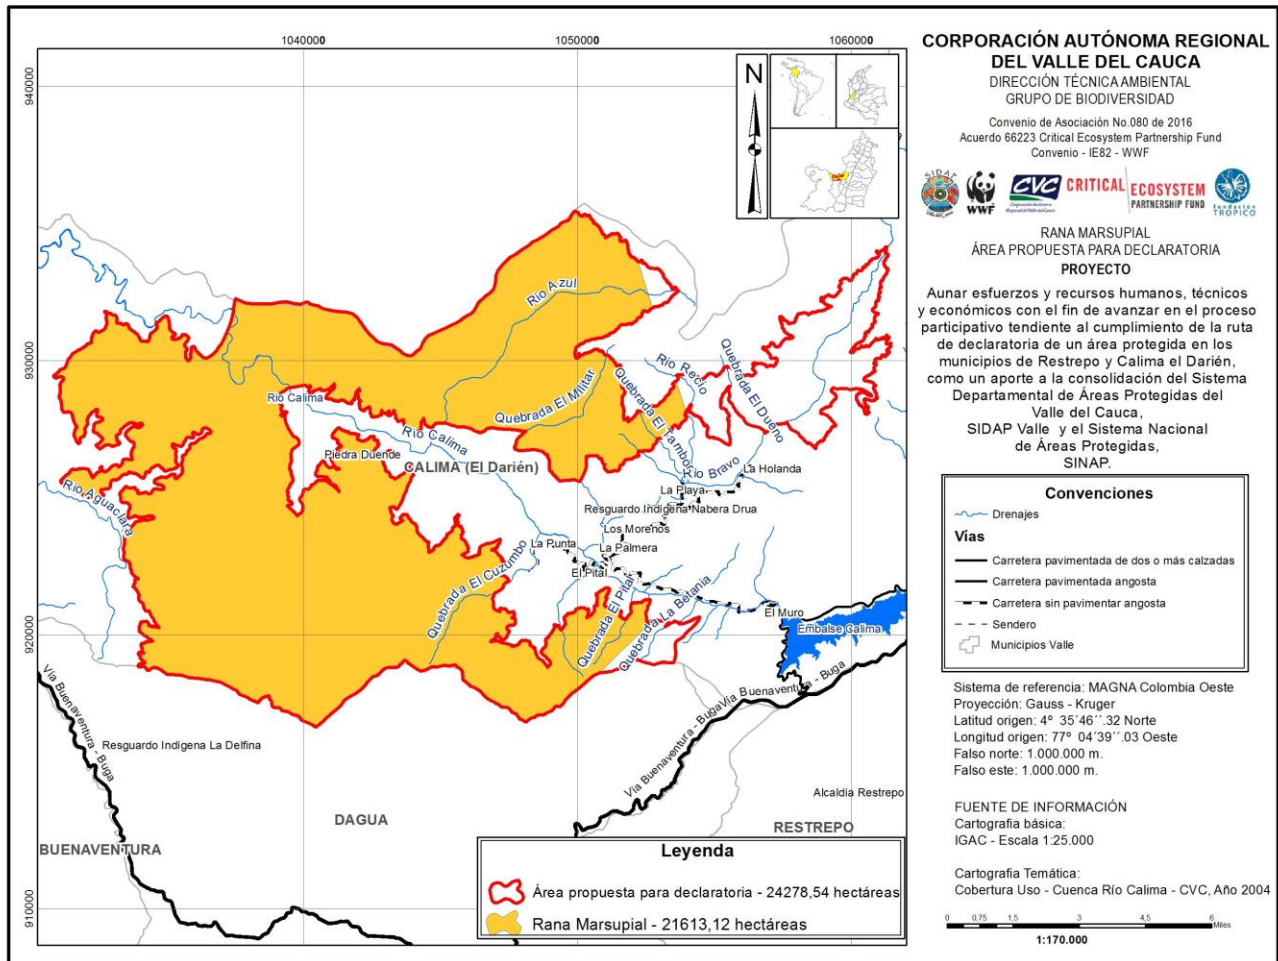 1040000
1050000
1060000
940000
930000
920000
910000
N
Río Azul
Río Recio
Quebrada El Dueno
Quebrada El Militar
Quebrada El Tambor
Río Calima
Río Calima
Piedra Duende
CALIMA (El Darién)
Río Bravo
La Holanda
La Playa
Río Aguaclara
Resguardo Indígena Nabera Drua
Los Morenos
La Punta
La Palmera
El Pital
Quebrada El Cuzumbo
Quebrada El Pital
Quebrada La Betania
El Muro
Embalse Calima
Vía Buenaventura - Buga
Vía Buenaventura - Buga
Vía Buenaventura - Buga
Resguardo Indígena La Delfina
Alcaldia Restrepo
DAGUA
RESTREPO
BUENAVENTURA
Leyenda
Área propuesta para declaratoria - 24278,54 hectáreas
Rana Marsupial - 21613,12 hectáreas
CORPORACIÓN AUTÓNOMA REGIONAL
DEL VALLE DEL CAUCA
DIRECCIÓN TÉCNICA AMBIENTAL
GRUPO DE BIODIVERSIDAD
Convenio de Asociación No.080 de 2016
Acuerdo 66223 Critical Ecosystem Partnership Fund
Convenio - IE82 - WWF
WWF
CVC
CRITICAL ECOSYSTEM
PARTNERSHIP FUND
fundación
TROPICO
RANA MARSUPIAL
ÁREA PROPUESTA PARA DECLARATORIA
PROYECTO
Aunar esfuerzos y recursos humanos, técnicos
y económicos con el fin de avanzar en el proceso
participativo tendiente al cumplimiento de la ruta
de declaratoria de un área protegida en los
municipios de Restrepo y Calima el Darién,
como un aporte a la consolidación del Sistema
Departamental de Áreas Protegidas del
Valle del Cauca,
SIDAP Valle y el Sistema Nacional
de Áreas Protegidas,
SINAP.
Convenciones
Drenajes
Vías
Carretera pavimentada de dos o más calzadas
Carretera pavimentada angosta
Carretera sin pavimentar angosta
Sendero
Municipios Valle
Sistema de referencia: MAGNA Colombia Oeste
Proyección: Gauss - Kruger
Latitud origen: 4º 35´46´´.32 Norte
Longitud origen: 77º 04´39´´.03 Oeste
Falso norte: 1.000.000 m.
Falso este: 1.000.000 m.
FUENTE DE INFORMACIÓN
Cartografia básica:
IGAC - Escala 1:25.000
Cartografia Temática:
Cobertura Uso - Cuenca Río Calima - CVC, Año 2004
0 0,75 1,5 3 4,5 6
Miles
1:170.000